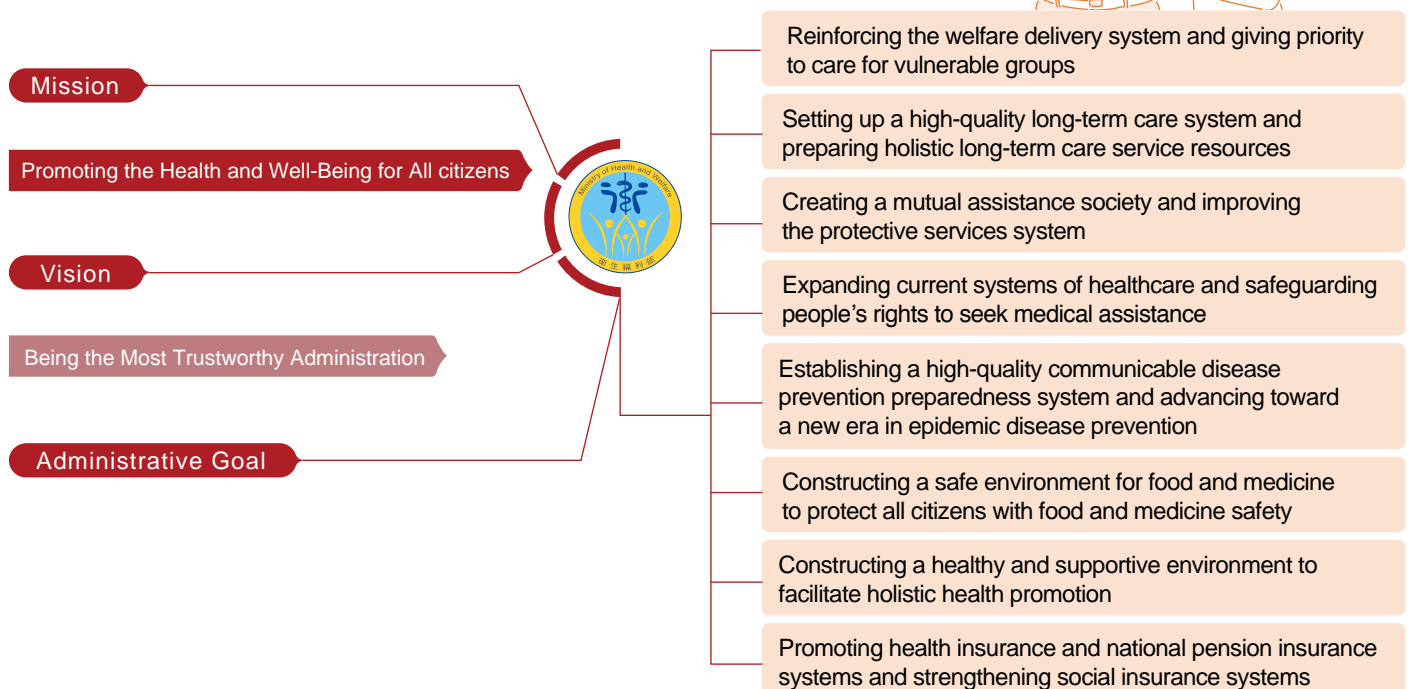 Mission
Promoting the Health and Well-Being for All citizens
Vision
Being the Most Trustworthy Administration
Administrative Goal
Ministry of Health and Welfare
衛生福利部
Reinforcing the welfare delivery system and giving priority
to care for vulnerable groups
Setting up a high-quality long-term care system and
preparing holistic long-term care service resources
Creating a mutual assistance society and improving
the protective services system
Expanding current systems of healthcare and safeguarding
people’s rights to seek medical assistance
Establishing a high-quality communicable disease
prevention preparedness system and advancing toward
a new era in epidemic disease prevention
Constructing a safe environment for food and medicine
to protect all citizens with food and medicine safety
Constructing a healthy and supportive environment to
facilitate holistic health promotion
Promoting health insurance and national pension insurance
systems and strengthening social insurance systems